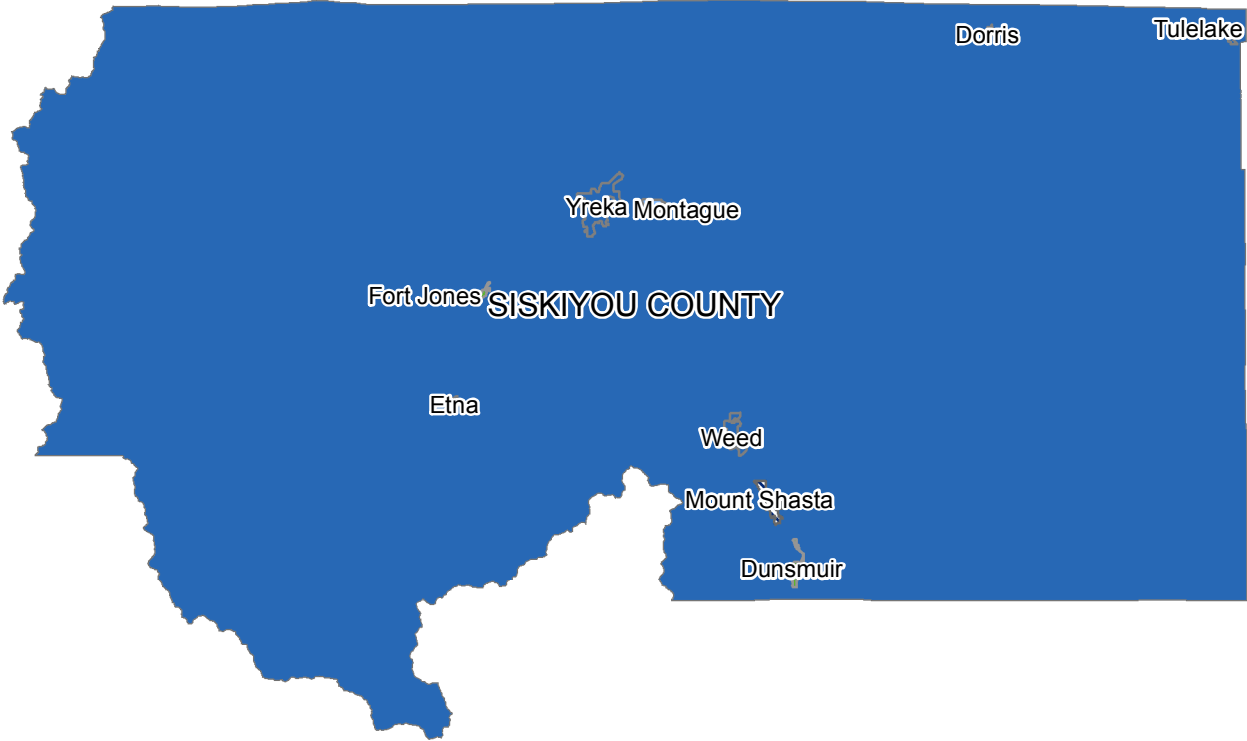 Tulelake
Dorris
Yreka
Montague
Fort Jones
SISKIYOU COUNTY
Etna
Weed
Mount Shasta
Dunsmuir